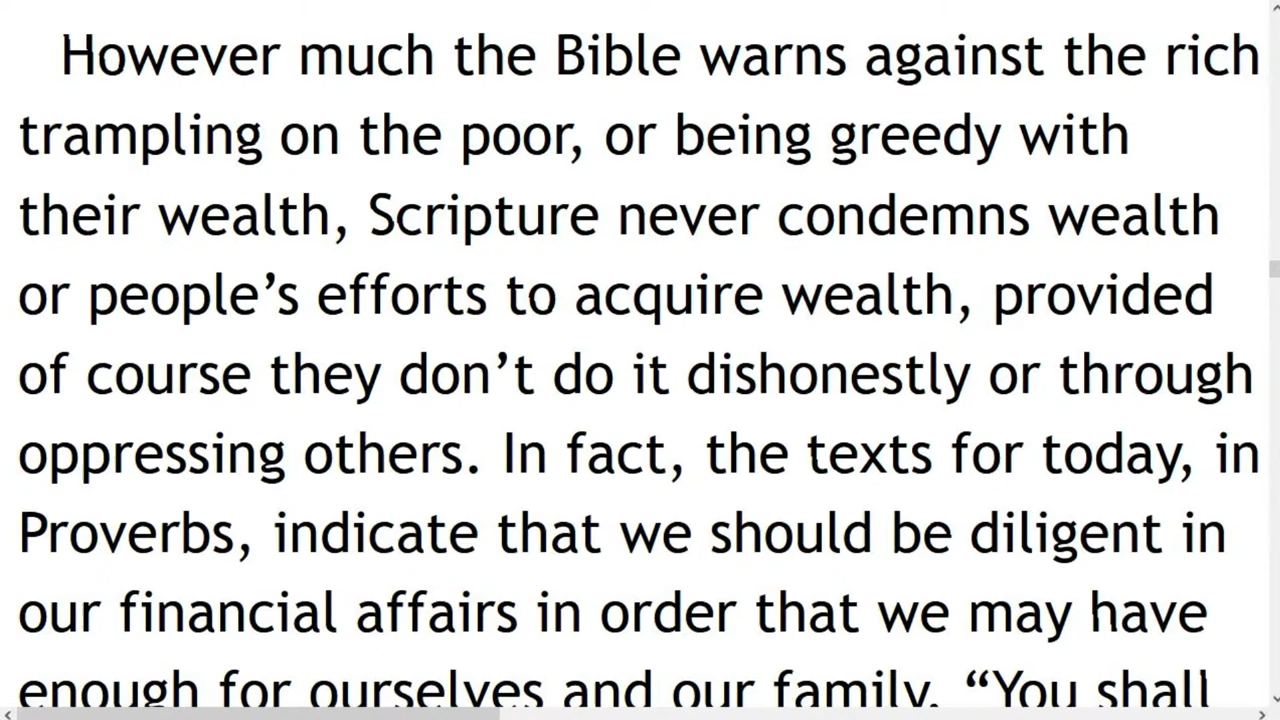 However much the Bible warns against the rich
trampling on the poor, or being greedy with
their wealth, Scripture never condemns wealth
or people’s efforts to acquire wealth, provided
of course they don’t do it dishonestly or through
oppressing others. In fact, the texts for today, in
Proverbs, indicate that we should be diligent in
our financial affairs in order that we may have
enough for ourselves and our family. “You shall